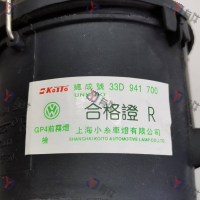 KOITO 總成號 33D 941 700
合格證 R
GP4前霧燈
上海小糸車燈有限公司
SHANGHAI KOITO AUTOMOTIVE LAMP CO.,LTD